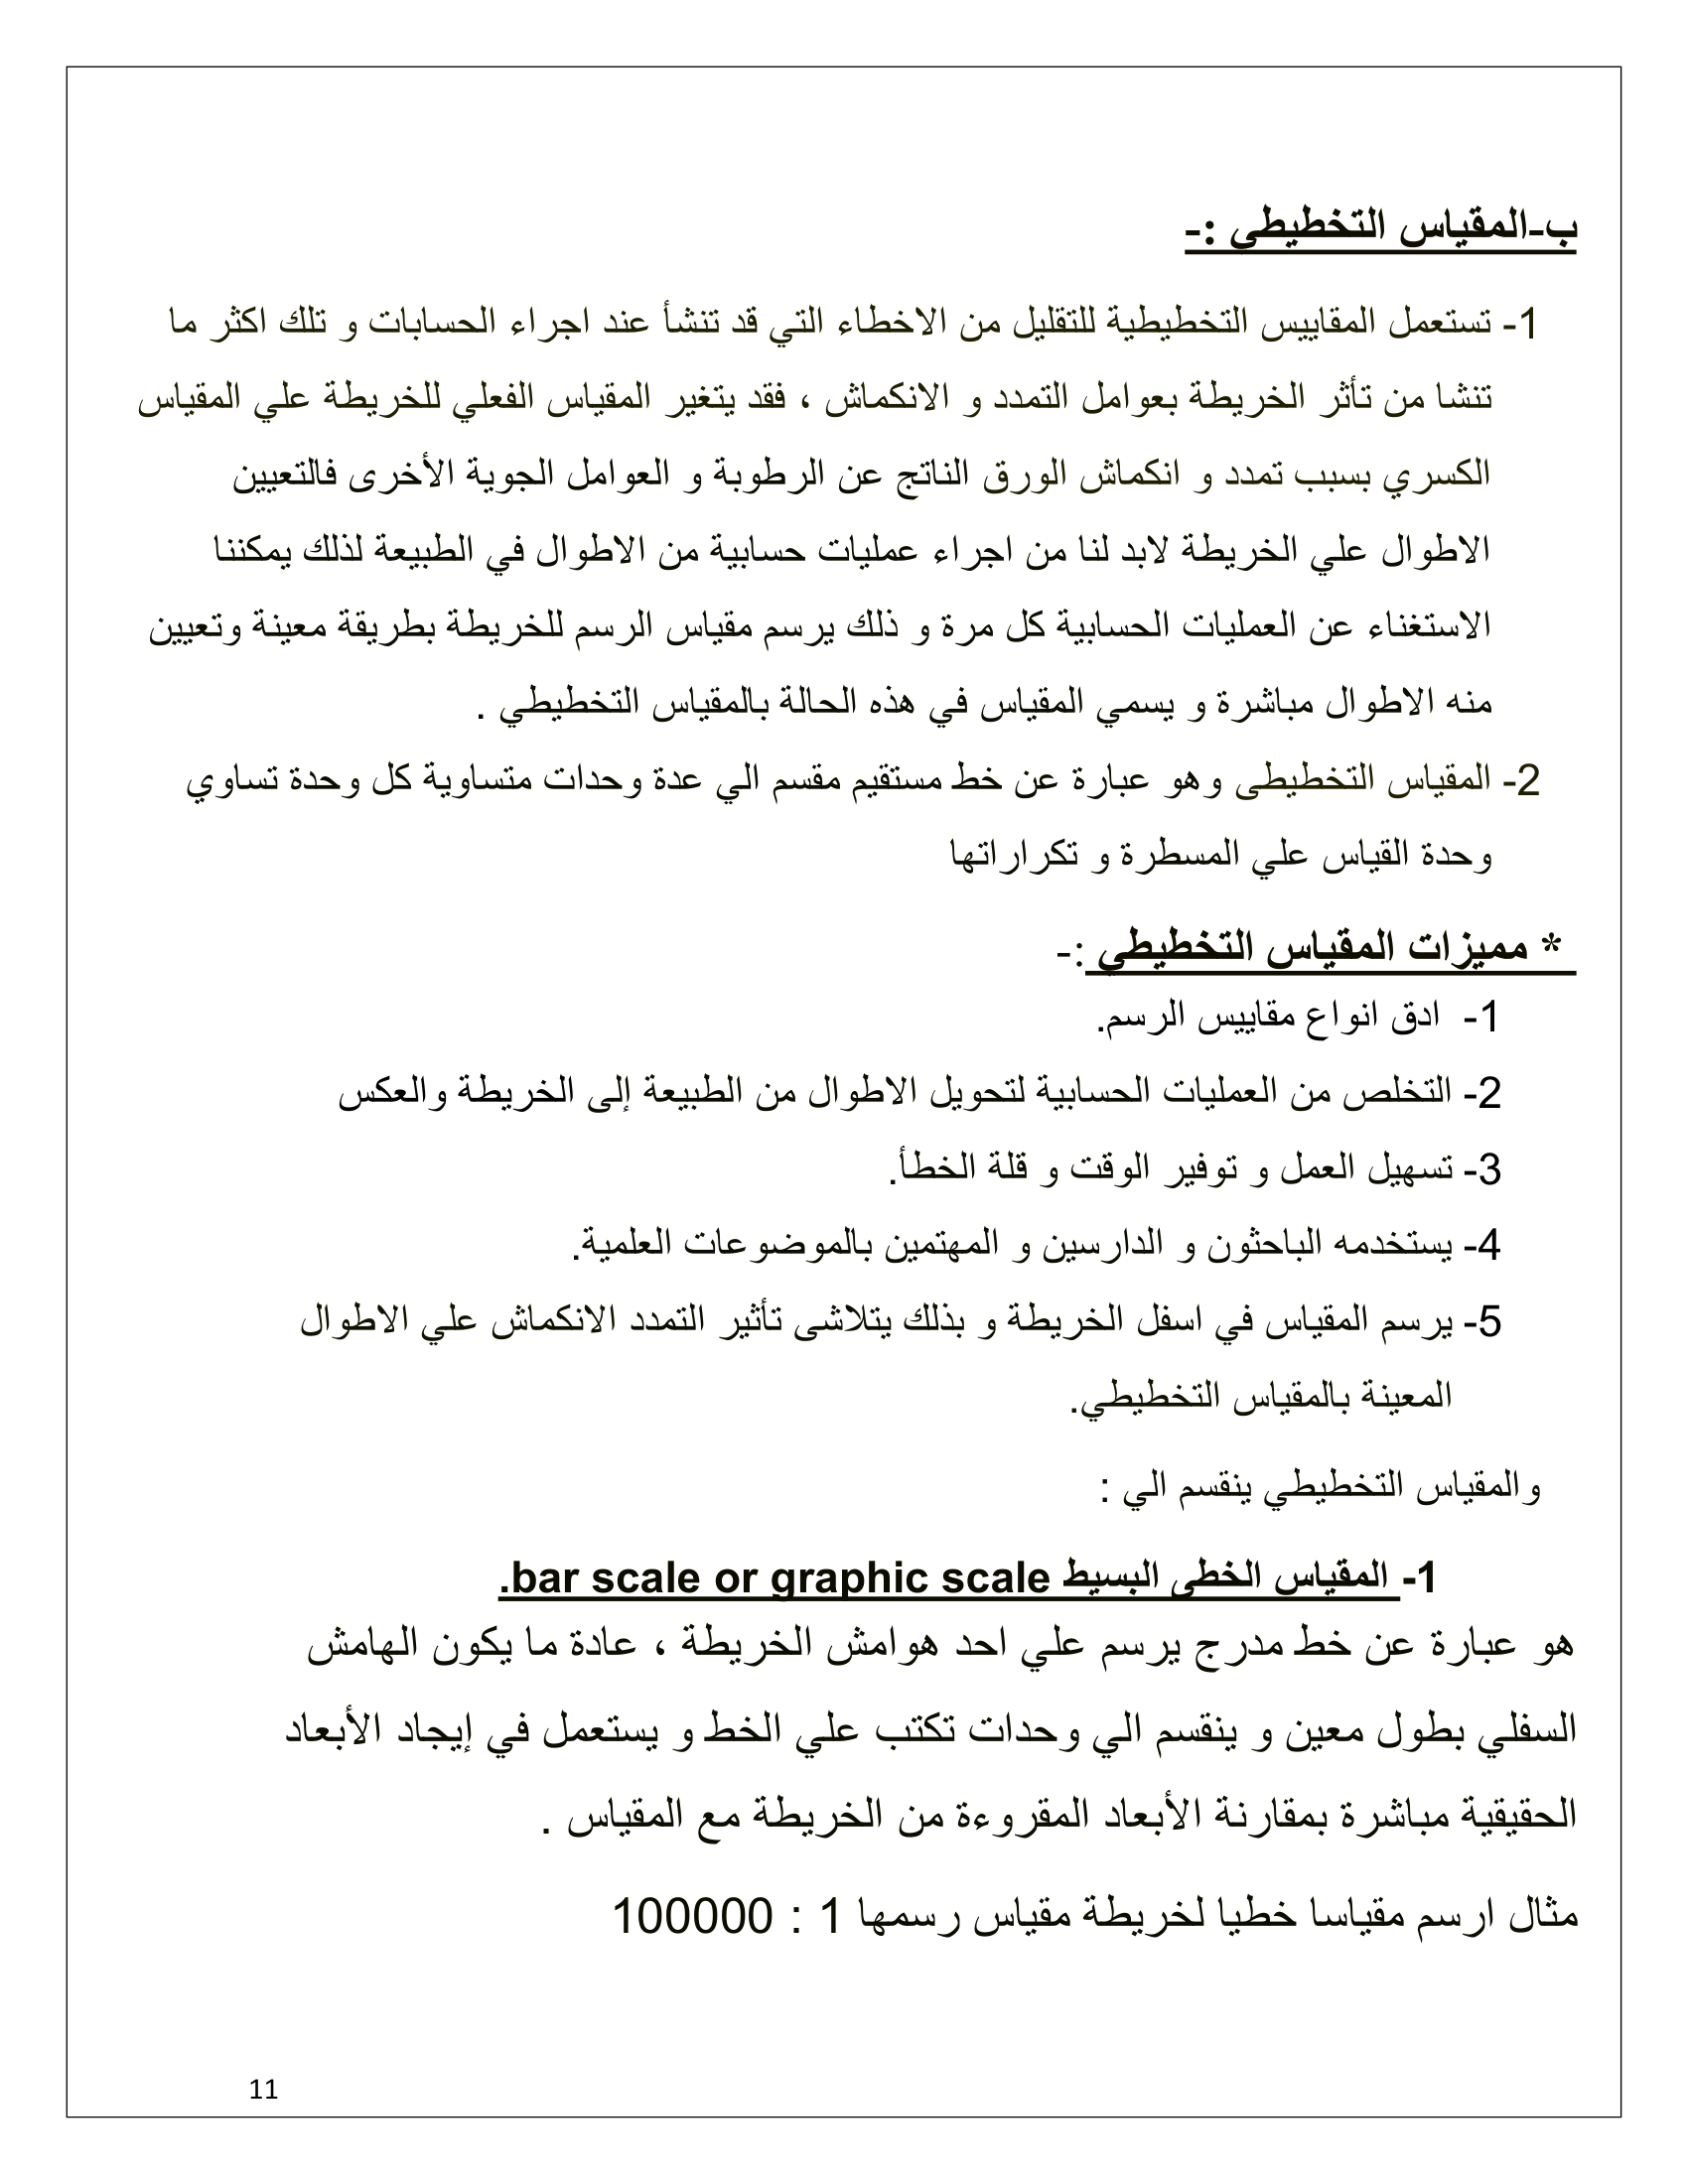 ب-المقياس التخطيطي :-
1- تستعمل المقاييس التخطيطية للتقليل من الاخطاء التي قد تنشأ عند اجراء الحسابات و تلك اكثر ما
تنشا من تأثر الخريطة بعوامل التمدد و الانكماش ، فقد يتغير المقياس الفعلي للخريطة علي المقياس
الكسري بسبب تمدد و انكماش الورق الناتج عن الرطوبة و العوامل الجوية الأخرى فالتعيين
الاطوال علي الخريطة لابد لنا من اجراء عمليات حسابية من الاطوال في الطبيعة لذلك يمكننا
الاستغناء عن العمليات الحسابية كل مرة و ذلك يرسم مقياس الرسم للخريطة بطريقة معينة وتعيين
منه الاطوال مباشرة و يسمي المقياس في هذه الحالة بالمقياس التخطيطي .
2- المقياس التخطيطى وهو عبارة عن خط مستقيم مقسم الي عدة وحدات متساوية كل وحدة تساوي
وحدة القياس علي المسطرة و تكراراتها
* مميزات المقياس التخطيطي :-
1- ادق انواع مقاييس الرسم.
2- التخلص من العمليات الحسابية لتحويل الاطوال من الطبيعة إلى الخريطة والعكس
3- تسهيل العمل و توفير الوقت و قلة الخطأ.
4- يستخدمه الباحثون و الدارسين و المهتمين بالموضوعات العلمية.
5- يرسم المقياس في اسفل الخريطة و بذلك يتلاشى تأثير التمدد الانكماش علي الاطوال
المعينة بالمقياس التخطيطي.
والمقياس التخطيطي ينقسم الي :
1- المقياس الخطى البسيط bar scale or graphic scale.
هو عبارة عن خط مدرج يرسم علي احد هوامش الخريطة ، عادة ما يكون الهامش
السفلي بطول معين و ينقسم الي وحدات تكتب علي الخط و يستعمل في إيجاد الأبعاد
الحقيقية مباشرة بمقارنة الأبعاد المقروءة من الخريطة مع المقياس .
مثال ارسم مقياسا خطيا لخريطة مقياس رسمها 1 : 100000
11